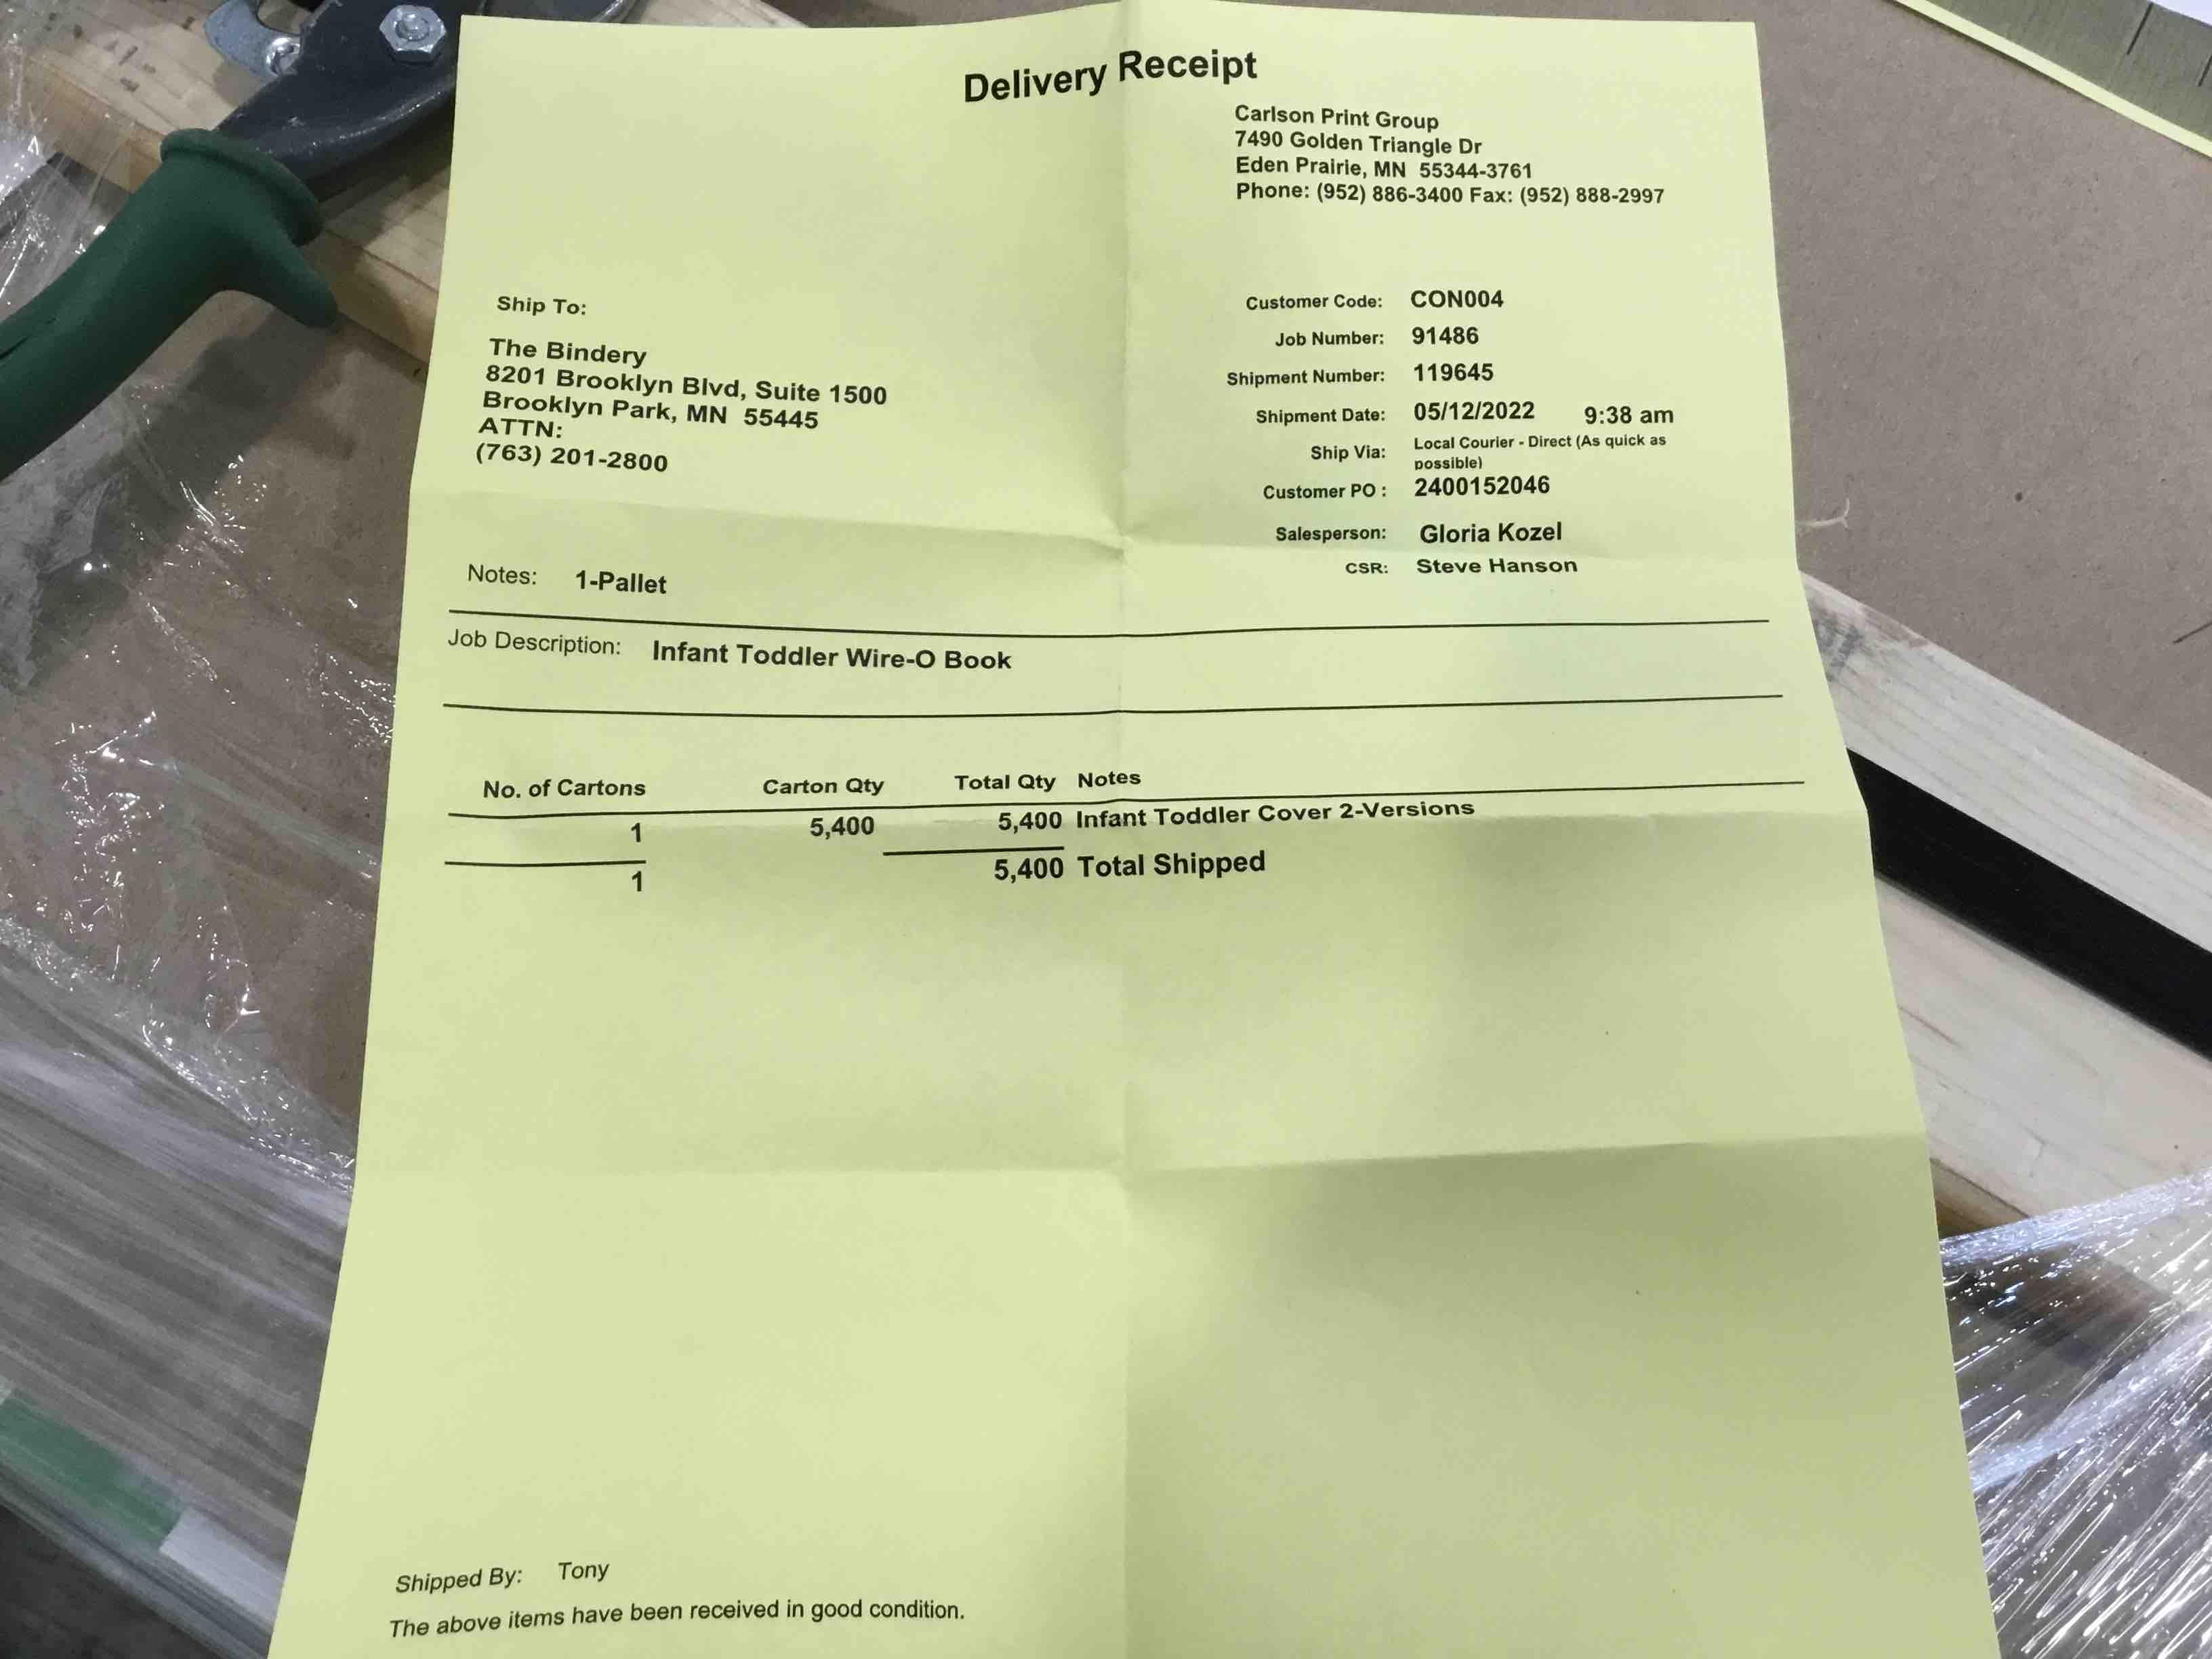 Delivery Receipt
Carlson Print Group
7490 Golden Triangle Dr
Eden Prairie, MN 55344-3761
Phone: (952) 886-3400 Fax: (952) 888-2997
Ship To:
The Bindery
8201 Brooklyn Blvd, Suite 1500
Brooklyn Park, MN 55445
ATTN:
(763) 201-2800
Customer Code: CON004
Job Number: 91486
Shipment Number: 119645
Shipment Date: 05/12/2022 9:38 am
Ship Via: Local Courier - Direct (As quick as
possible)
Customer PO : 2400152046
Salesperson: Gloria Kozel
CSR: Steve Hanson
Notes: 1-Pallet
Job Description: Infant Toddler Wire-O Book
No. of Cartons Carton Qty Total Qty Notes
1 5,400 5,400 Infant Toddler Cover 2-Versions
1 5,400 Total Shipped
Shipped By: Tony
The above items have been received in good condition.